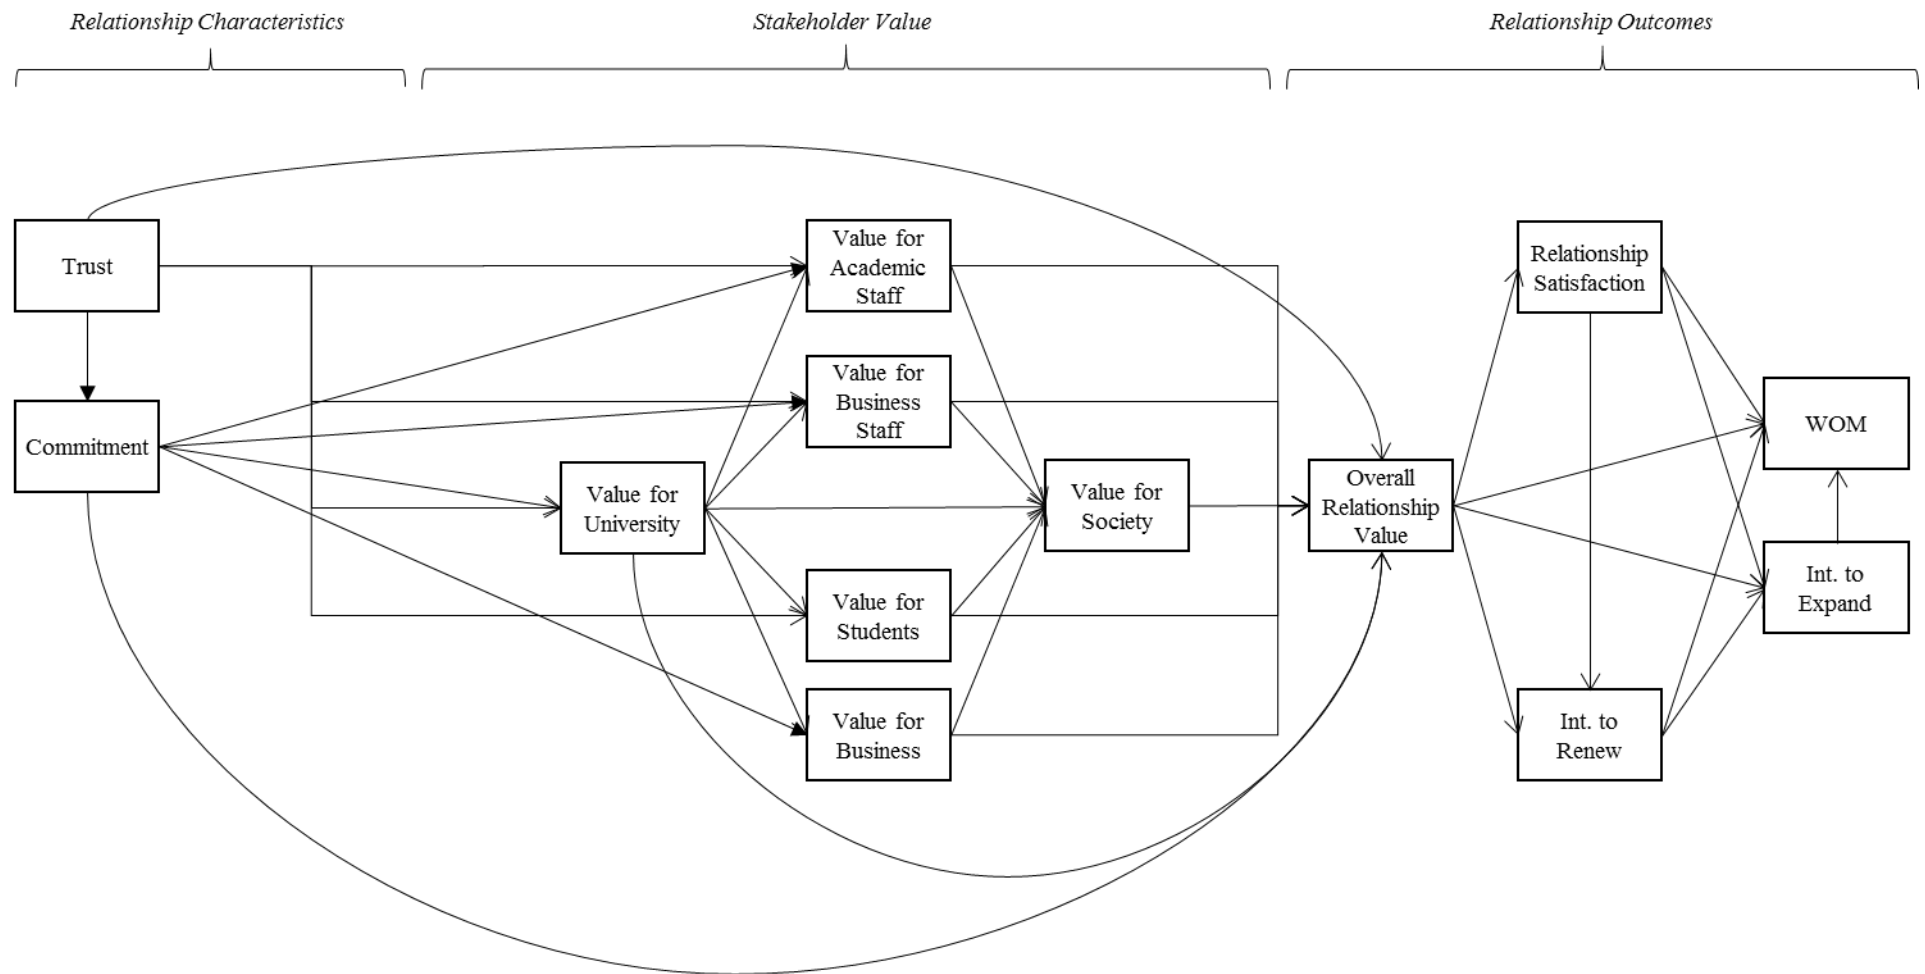 Relationship Characteristics
Stakeholder Value
Relationship Outcomes
Trust
Commitment
Value for
University
Value for
Academic
Staff
Value for
Business
Staff
Value for
Students
Value for
Business
Value for
Society
Overall
Relationship
Value
Relationship
Satisfaction
Int. to
Renew
WOM
Int. to
Expand